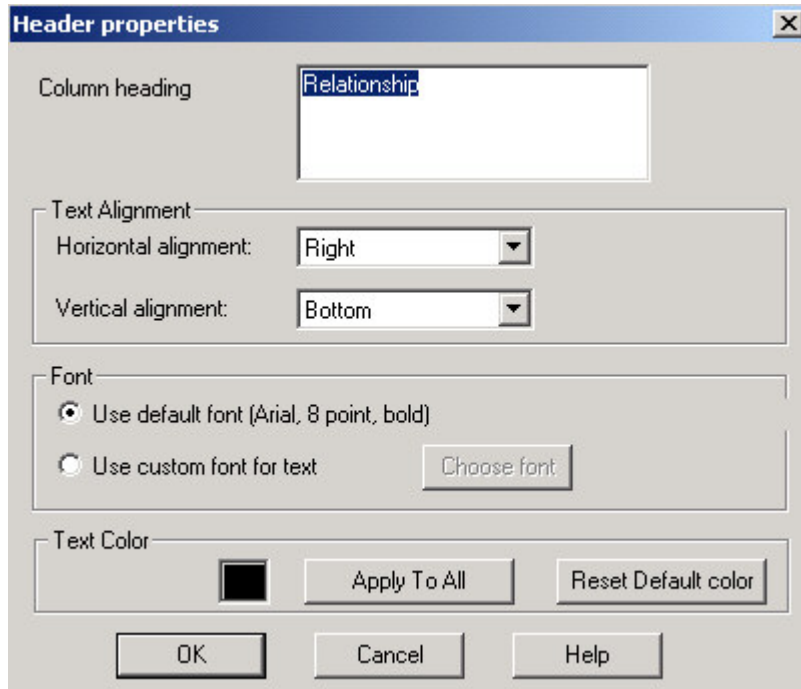 Header properties
Column heading
Relationship
Text Alignment
Horizontal alignment: Right
Vertical alignment: Bottom
Font
Use default font (Arial, 8 point, bold)
Use custom font for text Choose font
Text Color
Apply To All Reset Default color
OK Cancel Help